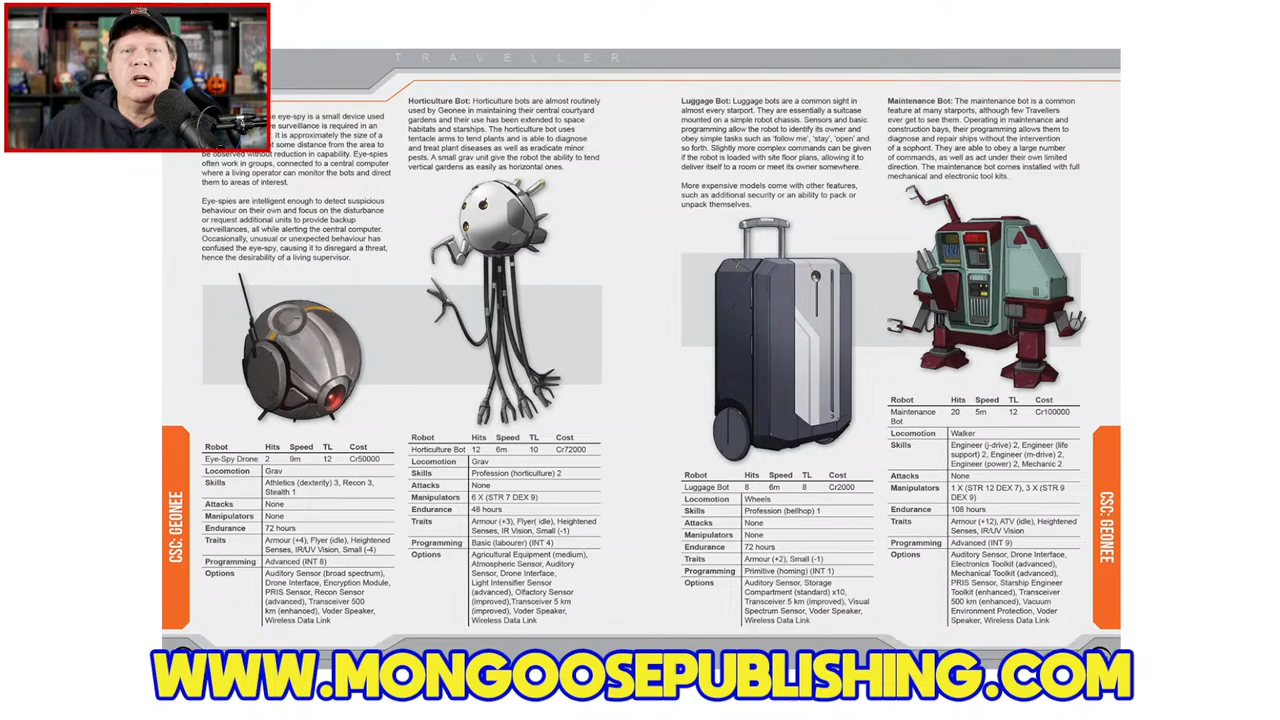 TRAVELLER
e eye-spy is a small device used
e surveillance is required in an
. It is approximately the size of a
t some distance from the area to
be observed without reduction in capability. Eye-spies
often work in groups, connected to a central computer
where a living operator can monitor the bots and direct
them to areas of interest.
Eye-spies are intelligent enough to detect suspicious
behaviour on their own and focus on the disturbance
or request additional units to provide backup
surveillances, all while alerting the central computer.
Occasionally, unusual or unexpected behaviour has
confused the eye-spy, causing it to disregard a threat,
hence the desirability of a living supervisor.
Robot Hits Speed TL Cost
Eye-Spy Drone 2 9m 12 Cr50000
Locomotion Grav
Skills Athletics (dexterity) 3, Recon 3,
Stealth 1
Attacks None
Manipulators None
Endurance 72 hours
Traits Armour (+4), Flyer (idle), Heightened
Senses, IR/UV Vision, Small (-4)
Programming Advanced (INT 8)
Options Auditory Sensor (broad spectrum),
Drone Interface, Encryption Module,
PRIS Sensor, Recon Sensor
(advanced), Transceiver 500
km (enhanced), Voder Speaker,
Wireless Data Link
Horticulture Bot: Horticulture bots are almost routinely
used by Geonee in maintaining their central courtyard
gardens and their use has been extended to space
habitats and starships. The horticulture bot uses
tentacle arms to tend plants and is able to diagnose
and treat plant diseases as well as eradicate minor
pests. A small grav unit give the robot the ability to tend
vertical gardens as easily as horizontal ones.
Robot Hits Speed TL Cost
Horticulture Bot 12 6m 10 Cr72000
Locomotion Grav
Skills Profession (horticulture) 2
Attacks None
Manipulators 6 X (STR 7 DEX 9)
Endurance 48 hours
Traits Armour (+3), Flyer( idle), Heightened
Senses, IR Vision, Small (-1)
Programming Basic (labourer) (INT 4)
Options Agricultural Equipment (medium),
Atmospheric Sensor, Auditory
Sensor, Drone Interface,
Light Intensifier Sensor
(advanced), Olfactory Sensor
(improved),Transceiver 5 km
(improved), Voder Speaker,
Wireless Data Link
Luggage Bot: Luggage bots are a common sight in
almost every starport. They are essentially a suitcase
mounted on a simple robot chassis. Sensors and basic
programming allow the robot to identify its owner and
obey simple tasks such as 'follow me', 'stay', 'open' and
so forth. Slightly more complex commands can be given
if the robot is loaded with site floor plans, allowing it to
deliver itself to a room or meet its owner somewhere.
More expensive models come with other features,
such as additional security or an ability to pack or
unpack themselves.
Robot Hits Speed TL Cost
Luggage Bot 8 6m 8 Cr2000
Locomotion Wheels
Skills Profession (bellhop) 1
Attacks None
Manipulators None
Endurance 72 hours
Traits Armour (+2), Small (-1)
Programming Primitive (homing) (INT 1)
Options Auditory Sensor, Storage
Compartment (standard) x10,
Transceiver 5 km (improved), Visual
Spectrum Sensor, Voder Speaker,
Wireless Data Link
Maintenance Bot: The maintenance bot is a common
feature at many starports, although few Travellers
ever get to see them. Operating in maintenance and
construction bays, their programming allows them to
diagnose and repair ships without the intervention
of a sophont. They are able to obey a large number
of commands, as well as act under their own limited
direction. The maintenance bot comes installed with full
mechanical and electronic tool kits.
Robot Hits Speed TL Cost
Maintenance 20 5m 12 Cr100000
Bot
Locomotion Walker
Skills Engineer (j-drive) 2, Engineer (life
support) 2, Engineer (m-drive) 2,
Engineer (power) 2, Mechanic 2
Attacks None
Manipulators 1 X (STR 12 DEX 7), 3 X (STR 9
DEX 9)
Endurance 108 hours
Traits Armour (+12), ATV (idle), Heightened
Senses, IR/UV Vision
Programming Advanced (INT 9)
Options Auditory Sensor, Drone Interface,
Electronics Toolkit (advanced),
Mechanical Toolkit (advanced),
PRIS Sensor, Starship Engineer
Toolkit (enhanced), Transceiver
500 km (enhanced), Vacuum
Environment Protection, Voder
Speaker, Wireless Data Link
CSC: GEONEE
CSC: GEONEE
WWW.MONGOOSEPUBLISHING.COM